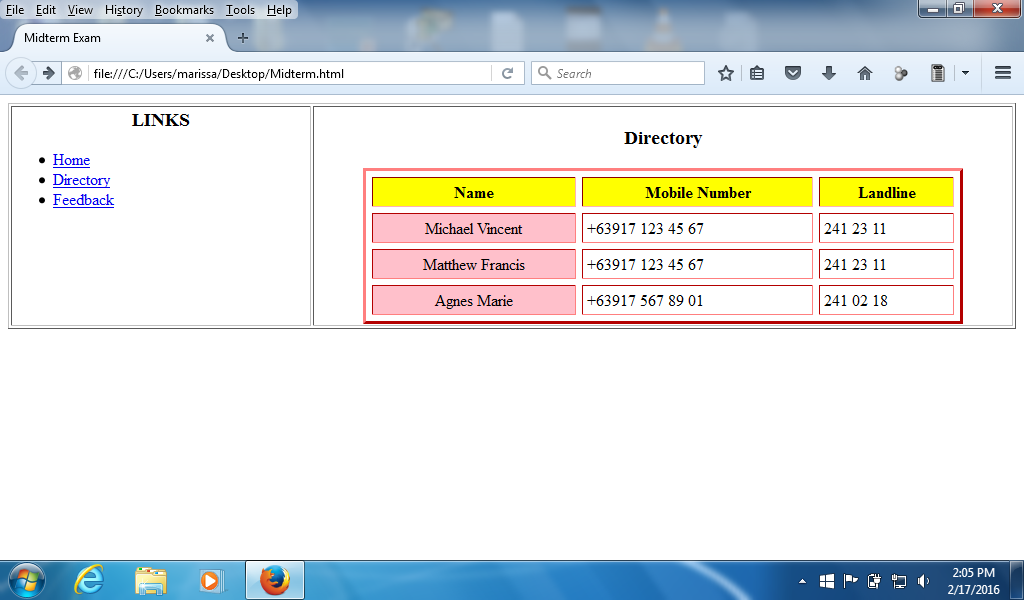 File Edit View History Bookmarks Tools Help
Midterm Exam
file:///C:/Users/marissa/Desktop/Midterm.html
Search
LINKS
Home
Directory
Feedback
Directory
Name Mobile Number Landline
Michael Vincent +63917 123 45 67 241 23 11
Matthew Francis +63917 123 45 67 241 23 11
Agnes Marie +63917 567 89 01 241 02 18
2:05 PM
2/17/2016